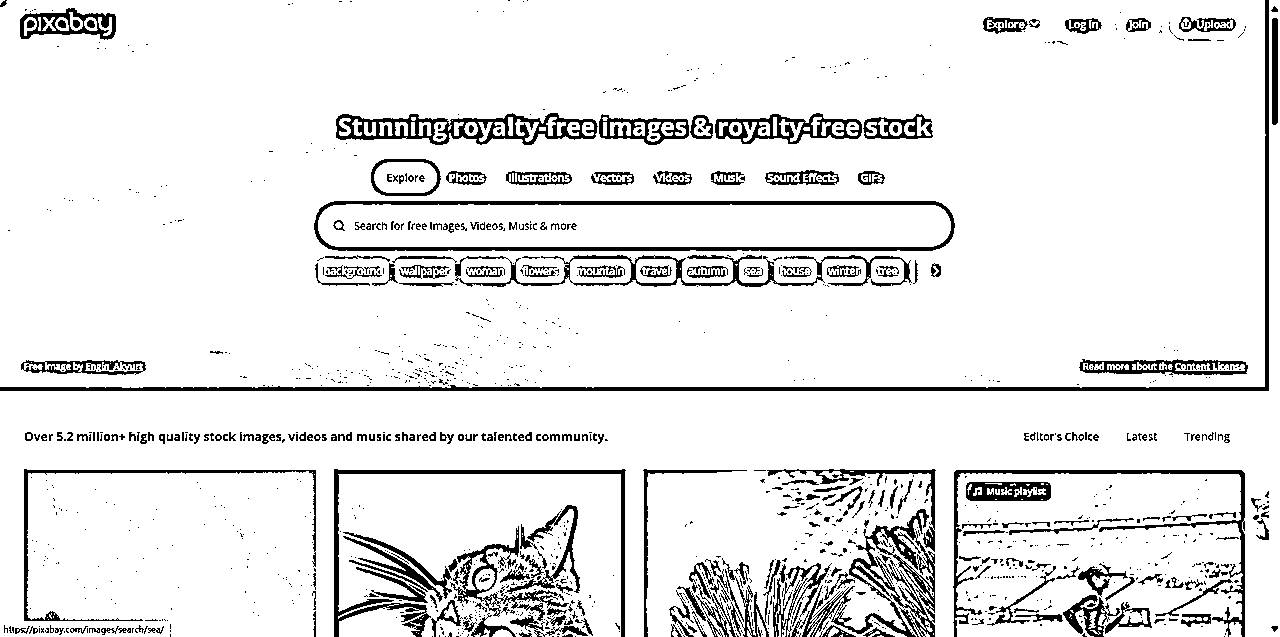 pixabay
Explore Log in Join Upload
Stunning royalty-free images & royalty-free stock
Explore Photos Illustrations Vectors Videos Music Sound Effects GIFs
Search for free Images, Videos, Music & more
background wallpaper woman flowers mountain travel autumn sea house winter tree
Free image by Engin_Akyurt
Read more about the Content License
Over 5.2 million+ high quality stock images, videos and music shared by our talented community.
Editor's Choice Latest Trending
Music playlist
https://pixabay.com/images/search/sea/